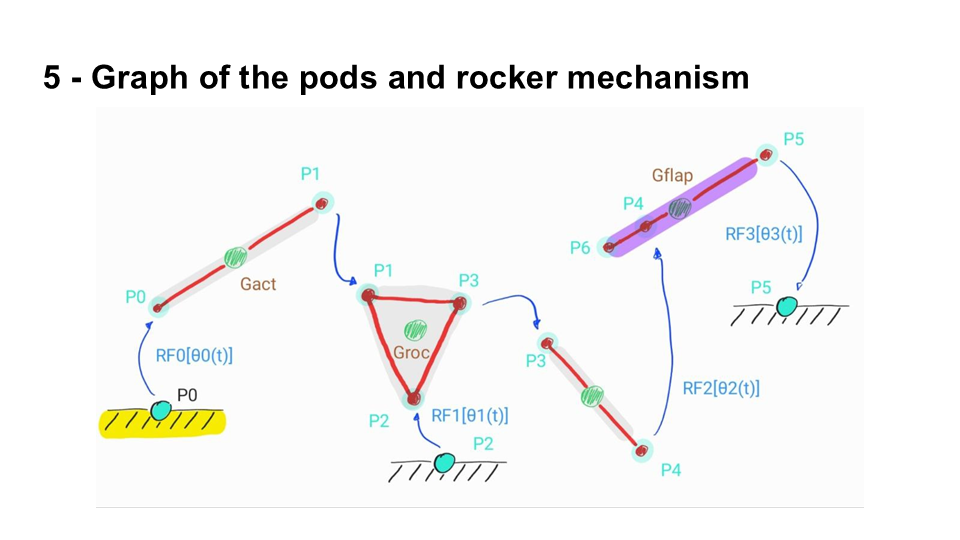 5 - Graph of the pods and rocker mechanism
P1
P0
Gact
RF0[θ0(t)]
P0
P1
P3
Groc
P2
RF1[θ1(t)]
P2
P3
P4
RF2[θ2(t)]
P5
Gflap
P4
P6
RF3[θ3(t)]
P5